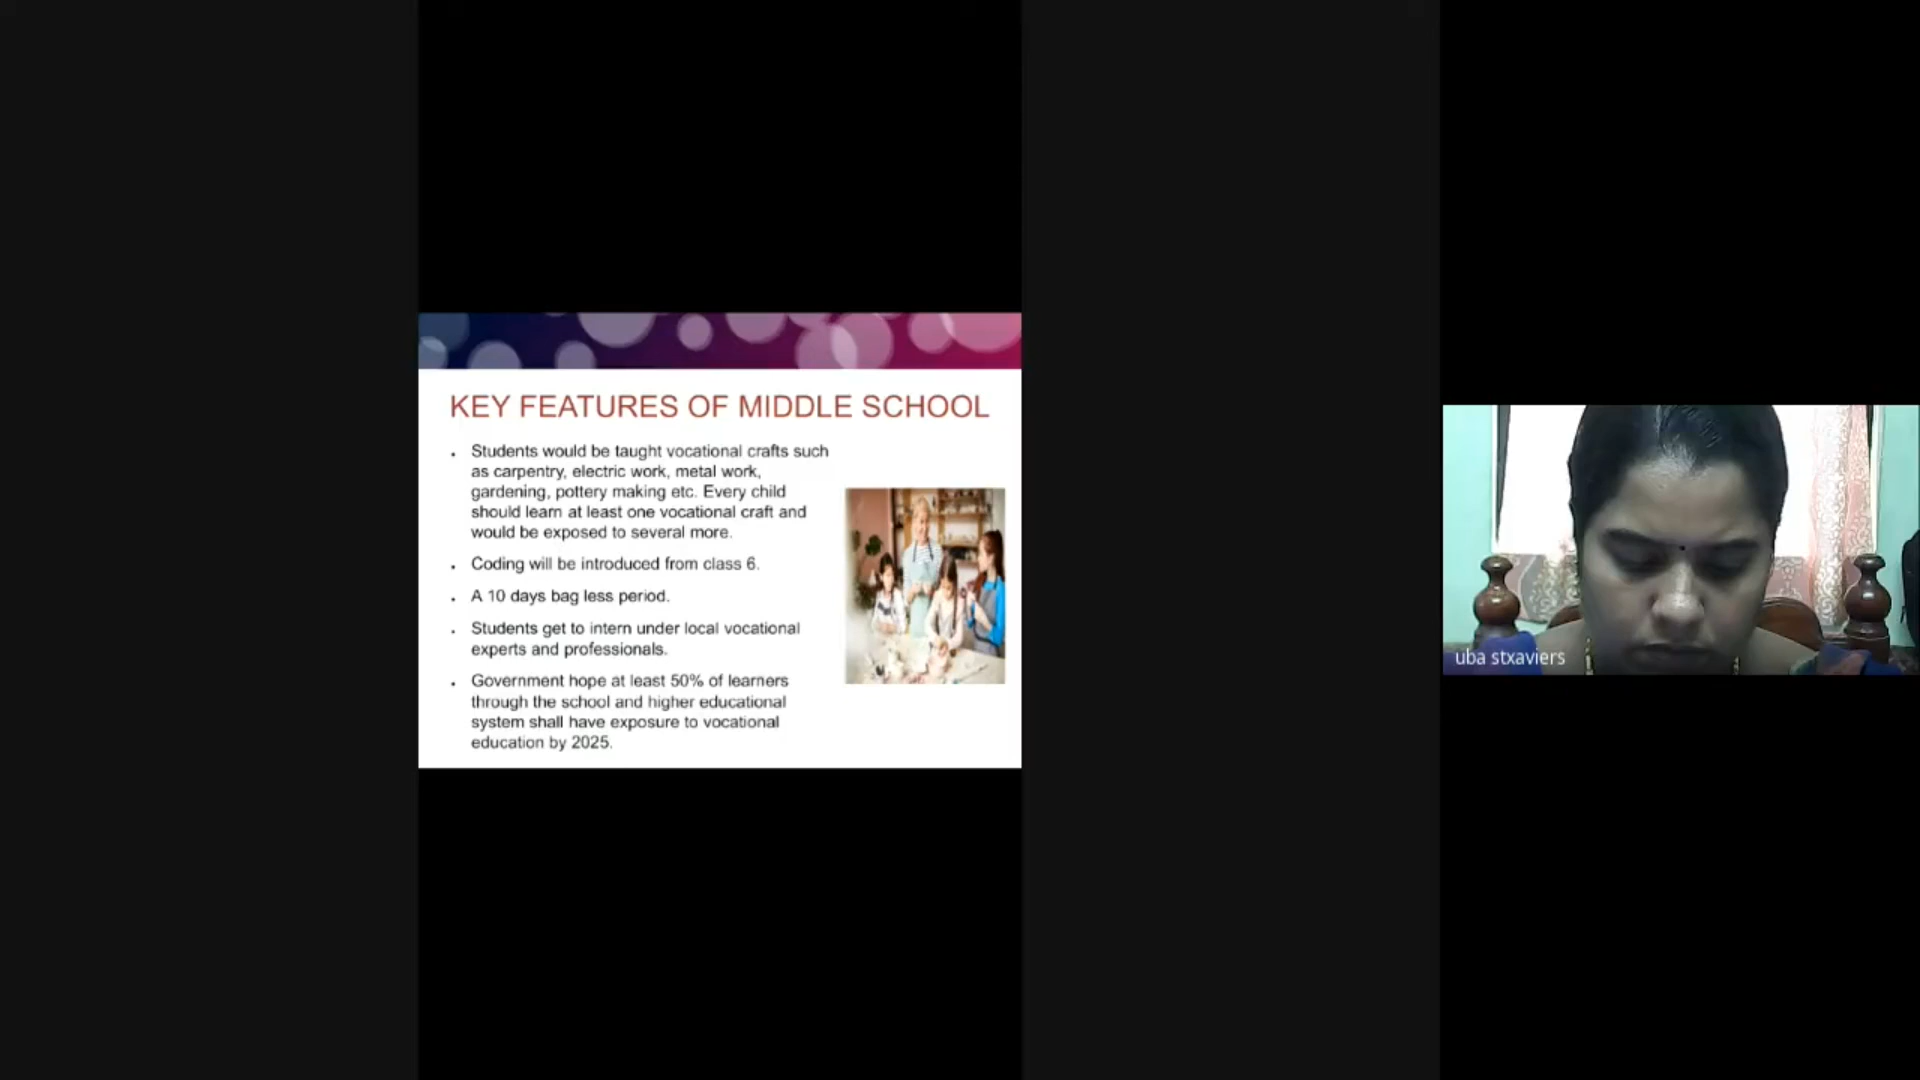 KEY FEATURES OF MIDDLE SCHOOL
. Students would be taught vocational crafts such
as carpentry, electric work, metal work,
gardening, pottery making etc. Every child
should learn at least one vocational craft and
would be exposed to several more.
. Coding will be introduced from class 6.
. A 10 days bag less period.
. Students get to intern under local vocational
experts and professionals.
. Government hope at least 50% of learners
through the school and higher educational
system shall have exposure to vocational
education by 2025.
uba stxaviers